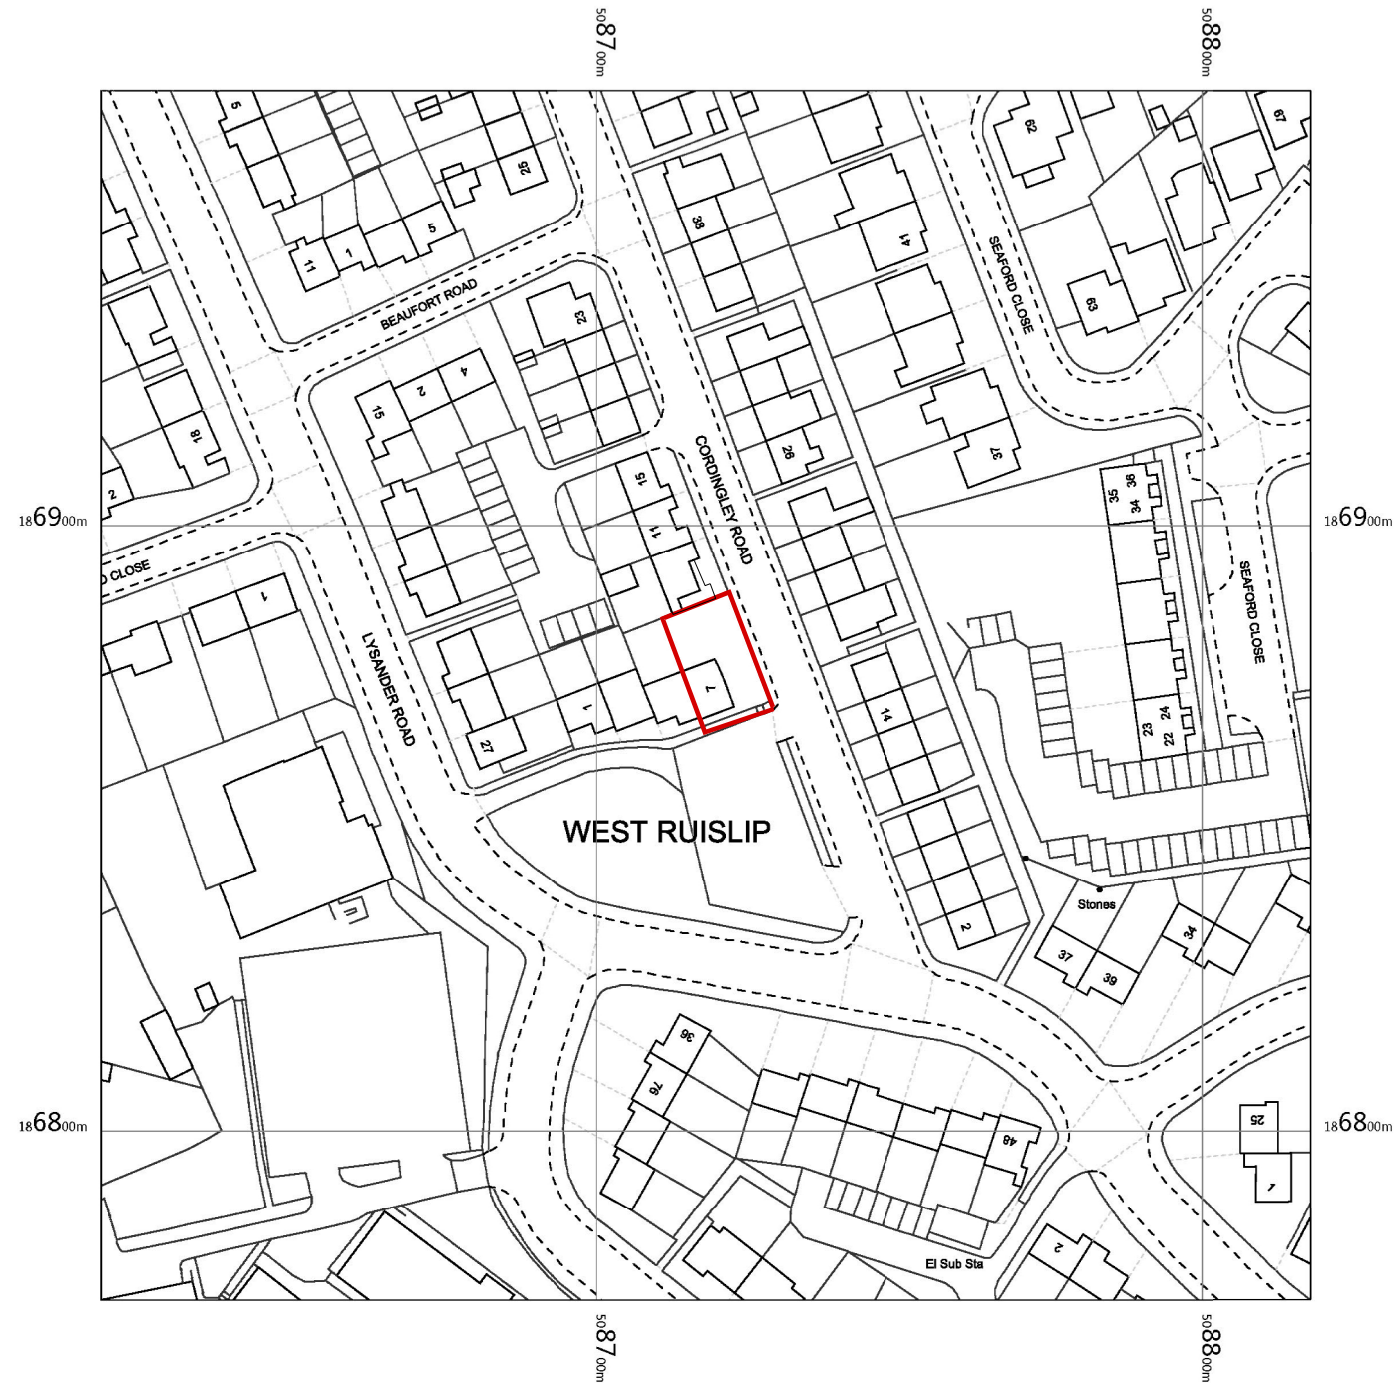 5087 00m
5088 00m
5
25
5
1
11
38
41
62
67
SEAFORD CLOSE
63
BEAUFORT ROAD
23
4
2
15
18
2
26
37
CORDINGLEY ROAD
15
11
35
36
34
1869 00m
1869 00m
D CLOSE
1
SEAFORD CLOSE
LYSANDER ROAD
7
1
27
14
24
23
22
WEST RUISLIP
2
Stones
37
39
34
36
76
48
1868 00m
1868 00m
25
1
2
El Sub Sta
5087 00m
5088 00m